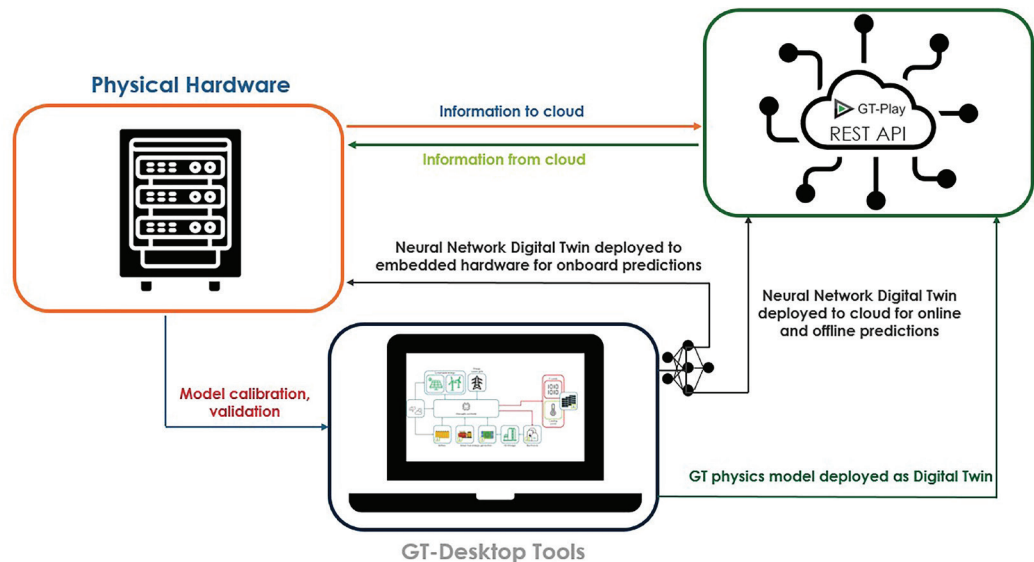 Physical Hardware
Information to cloud
Information from cloud
GT-Play
REST API
Neural Network Digital Twin deployed to
embedded hardware for onboard predictions
Neural Network Digital Twin
deployed to cloud for online
and offline predictions
Model calibration,
validation
1010
1010
GT physics model deployed as Digital Twin
GT-Desktop Tools